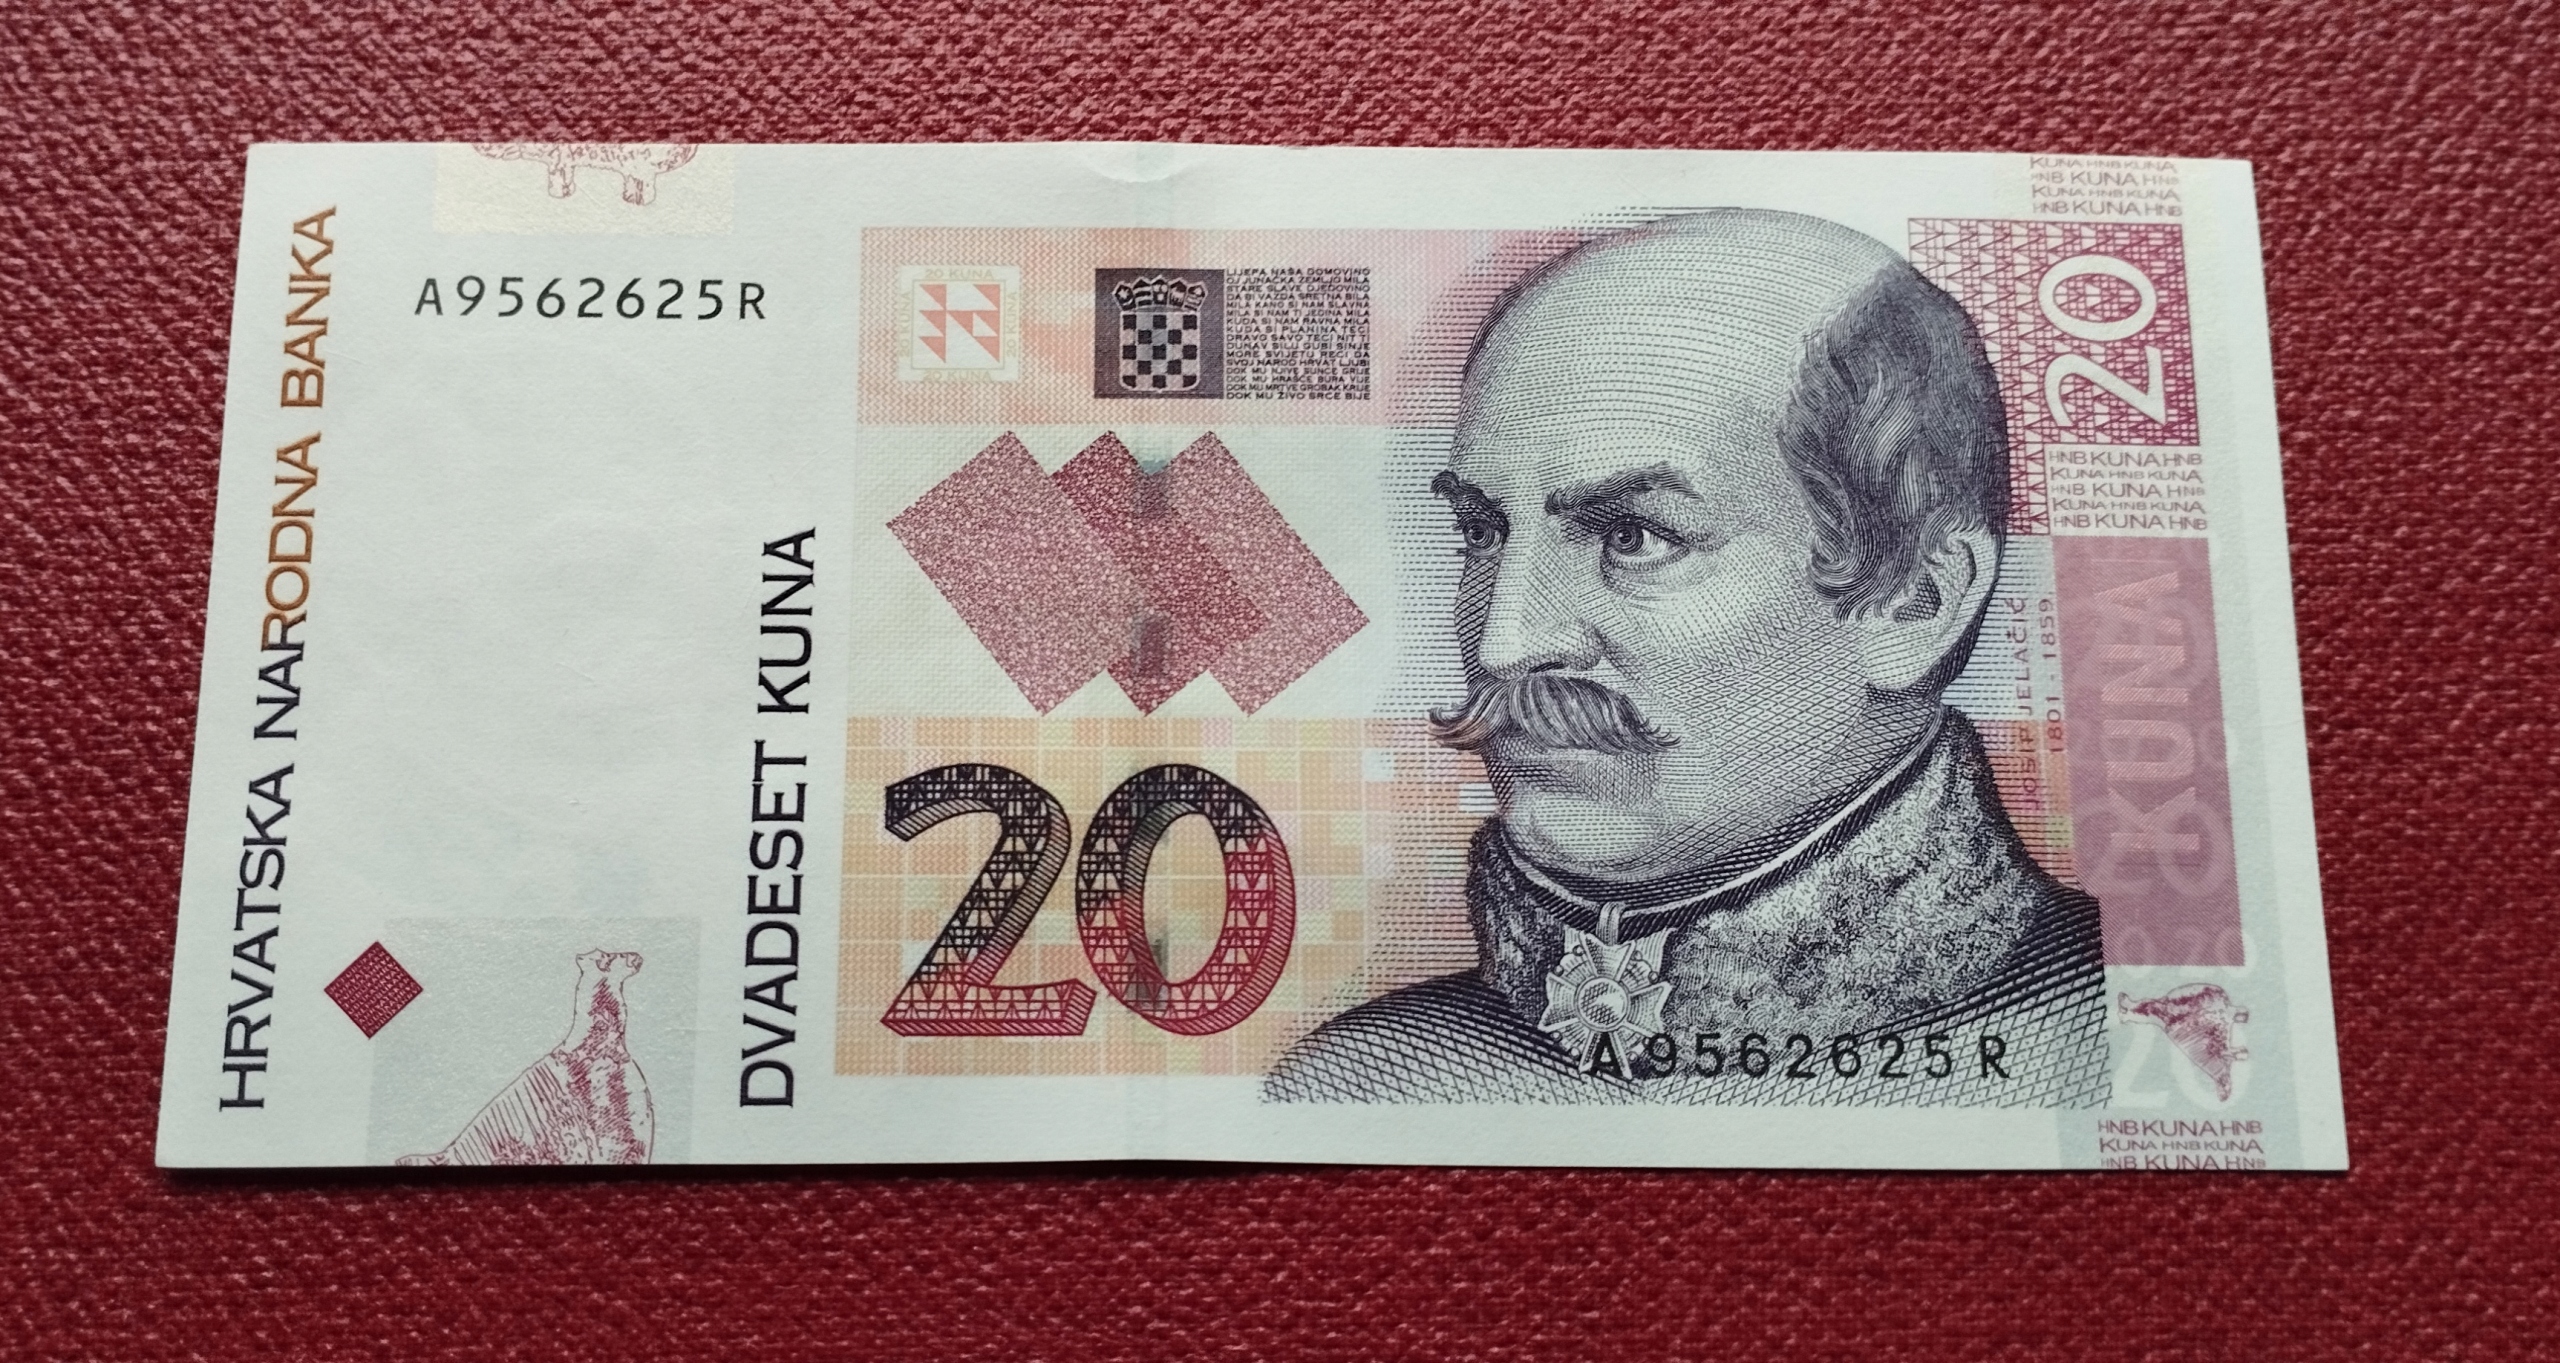 HRVATSKA NARODNA BANKA
A9562625R
DVADESET KUNA
20 KUNA
LIJEPA NAŠA DOMOVINO
OJ JUNAČKA ZEMLJO MILA
STARE SLAVE DJEDOVINO
DA BI VAZDA SRETNA BILA
MILA KANO SI NAM SLAVNA
MILA SI NAM TI JEDINA MILA
KUDA SI NAM RAVNA MILA
KUDA SI PLANINA TECI
DRAVO SAVO TECI NIT TI
DUNAV SILU GUBI SINJE
MORE SVIJETU RECI DA
SVOJ NAROD HRVAT LJUBI
DOK MU NJIVE SUNCE GRIJE
DOK MU HRAŠĆE BURA VIJE
DOK MU MRTVE GROBAK KRIJE
DOK MU ŽIVO SRCE BIJE
20
JOSIP JELAČIĆ
1801 - 1859
A9562625R
KUNA HNB KUNA
HNB KUNA HNB
KUNA HNB KUNA
HNB KUNA HNB
20
HNB KUNA HNB
KUNA HNB KUNA
HNB KUNA HNB
KUNA HNB KUNA
HNB KUNA HNB
KUNA
20
HNB KUNA HNB
KUNA HNB KUNA
HNB KUNA HNB